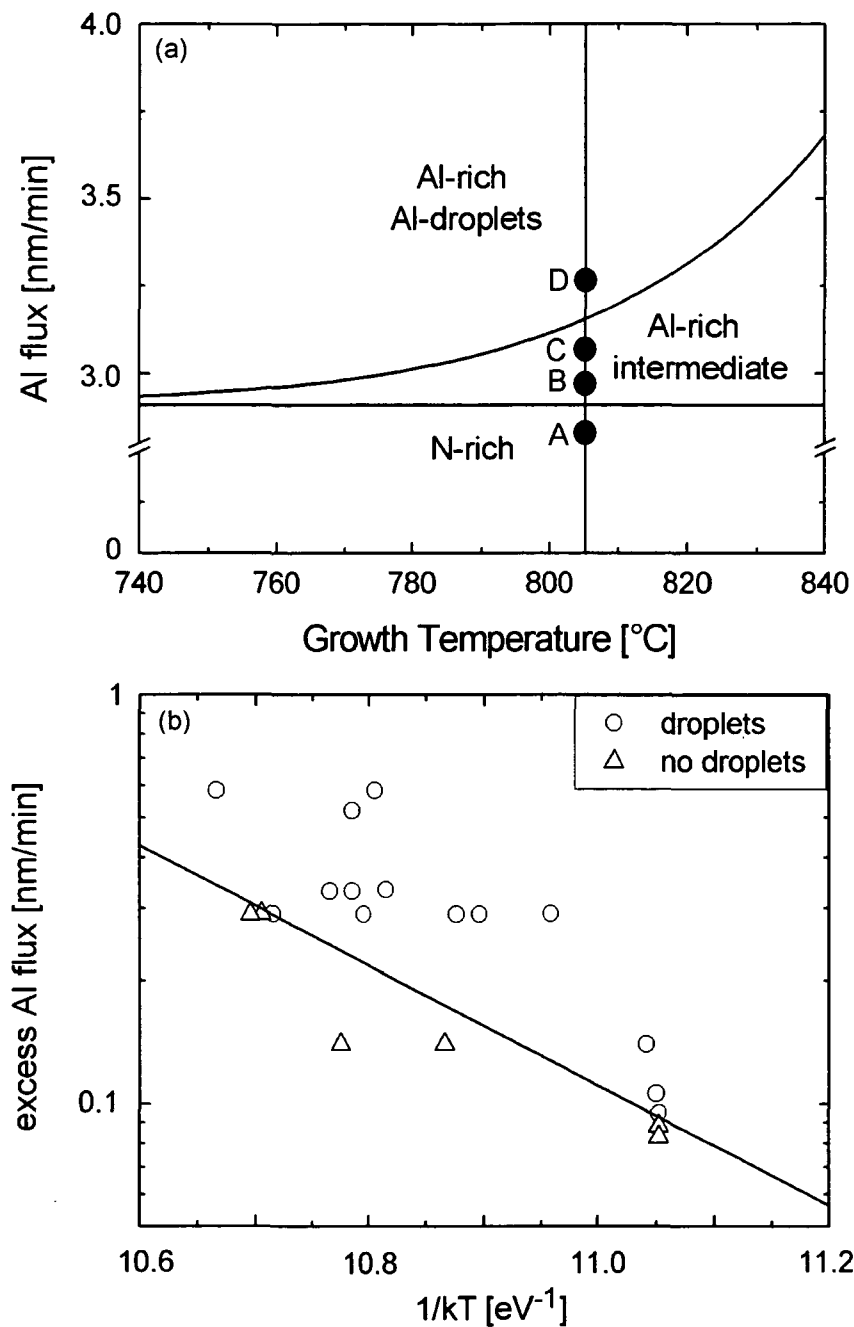 (a)
4.0
3.5
3.0
0
Al flux [nm/min]
Al-rich
Al-droplets
D
C
B
A
Al-rich
intermediate
N-rich
740 760 780 800 820 840
Growth Temperature [°C]
(b)
1
0.1
excess Al flux [nm/min]
droplets
no droplets
10.6 10.8 11.0 11.2
1/kT [eV⁻¹]